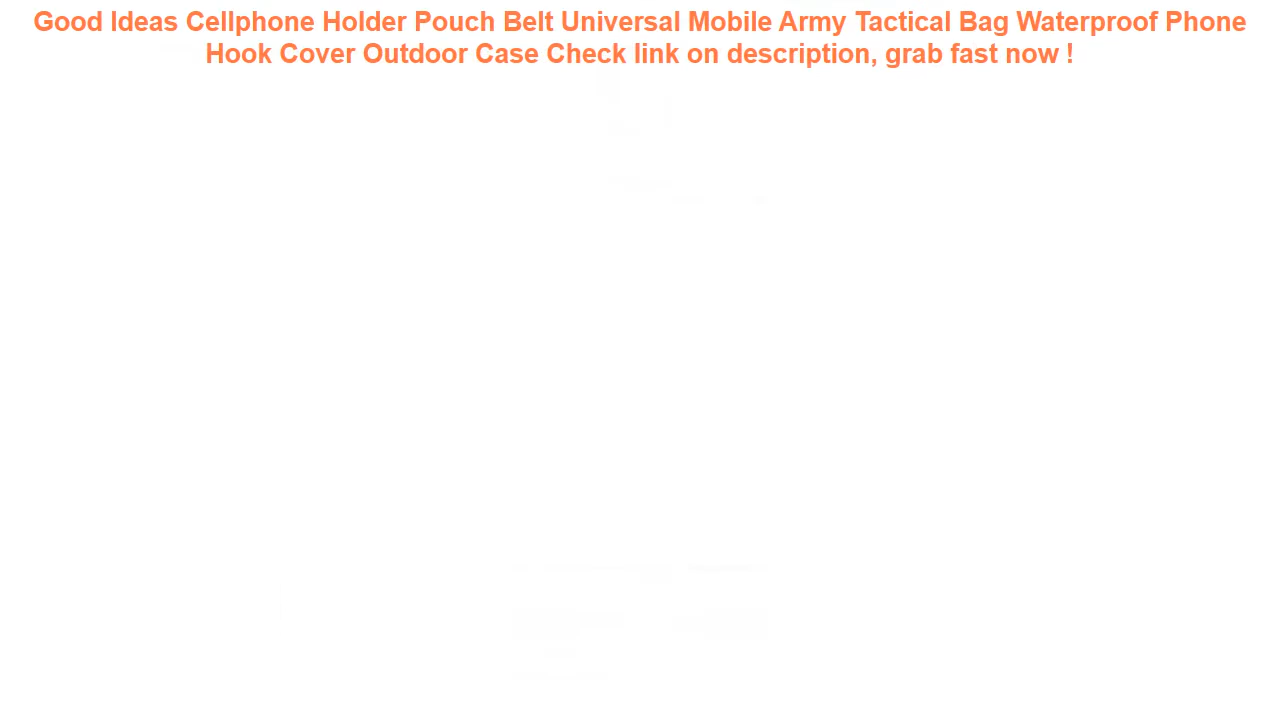 Good Ideas Cellphone Holder Pouch Belt Universal Mobile Army Tactical Bag Waterproof Phone
Hook Cover Outdoor Case Check link on description, grab fast now !